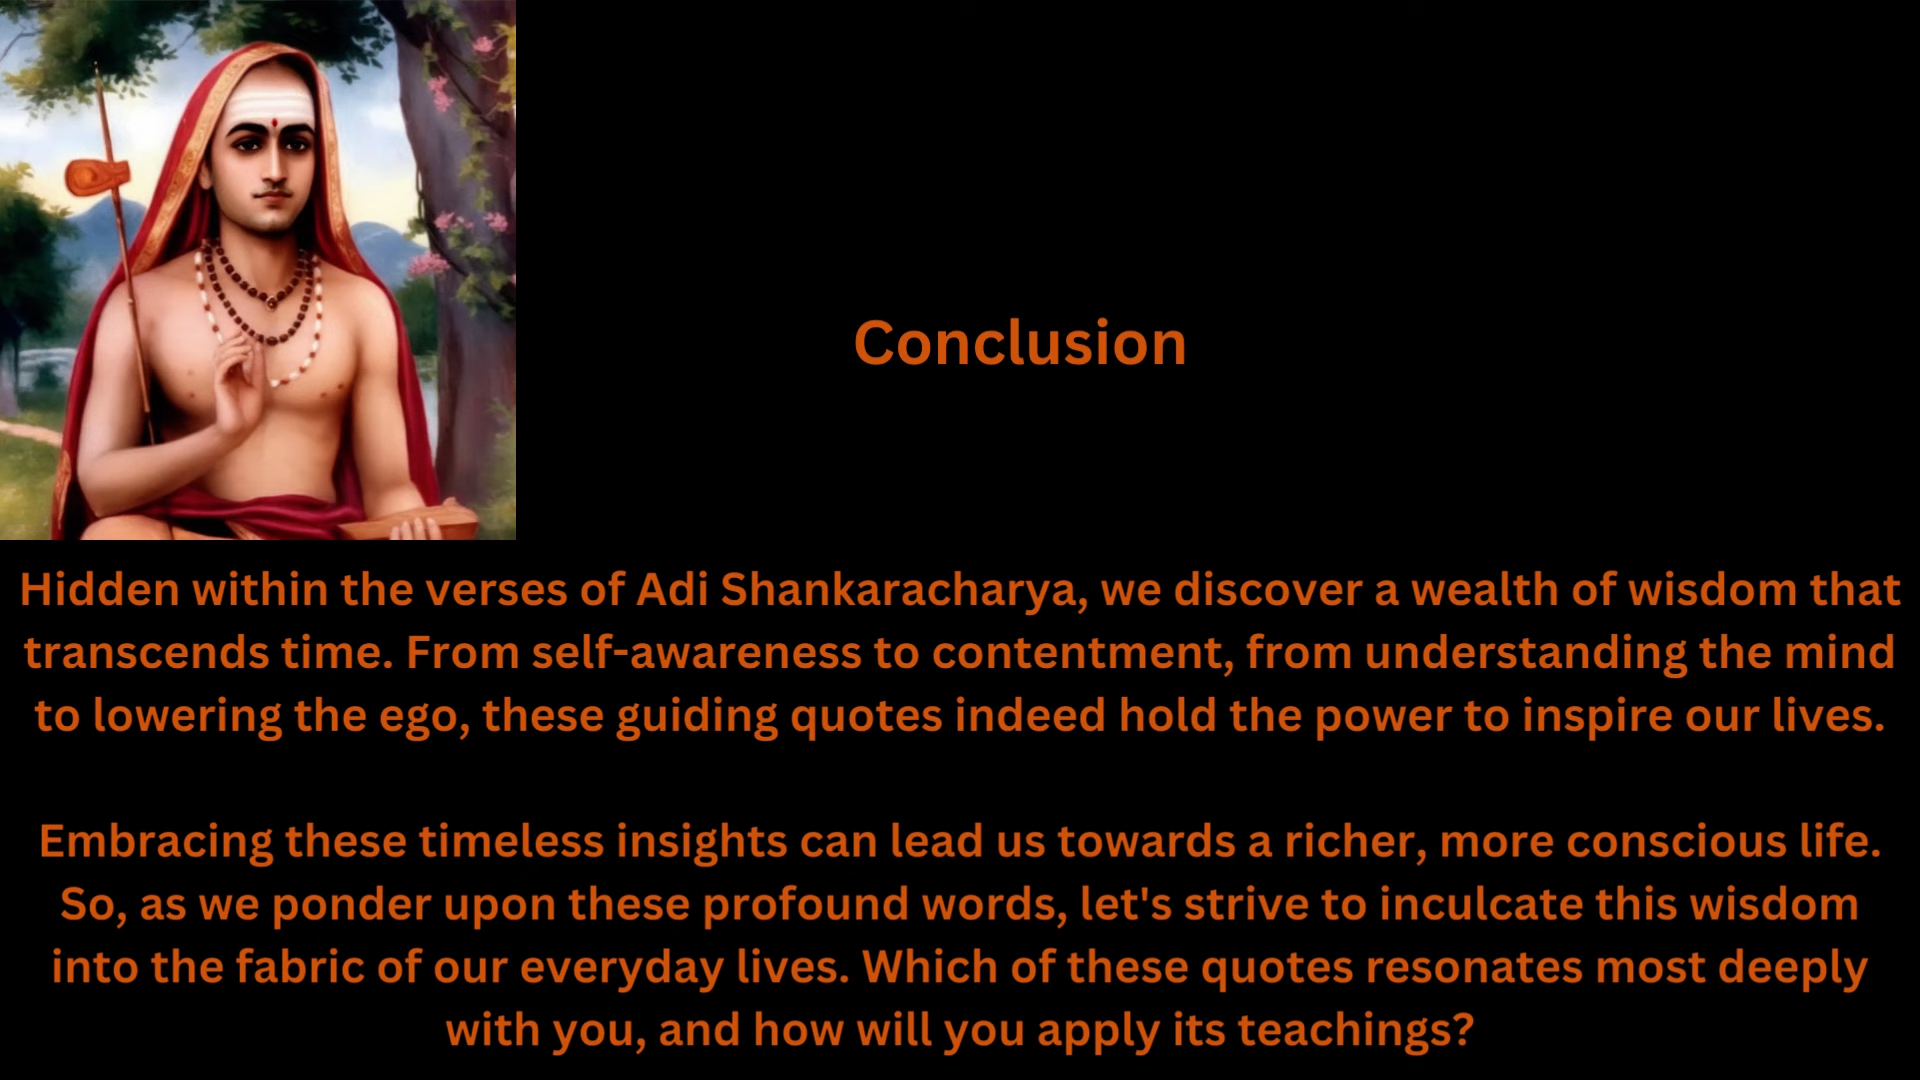 Conclusion
Hidden within the verses of Adi Shankaracharya, we discover a wealth of wisdom that
transcends time. From self-awareness to contentment, from understanding the mind
to lowering the ego, these guiding quotes indeed hold the power to inspire our lives.
Embracing these timeless insights can lead us towards a richer, more conscious life.
So, as we ponder upon these profound words, let's strive to inculcate this wisdom
into the fabric of our everyday lives. Which of these quotes resonates most deeply
with you, and how will you apply its teachings?